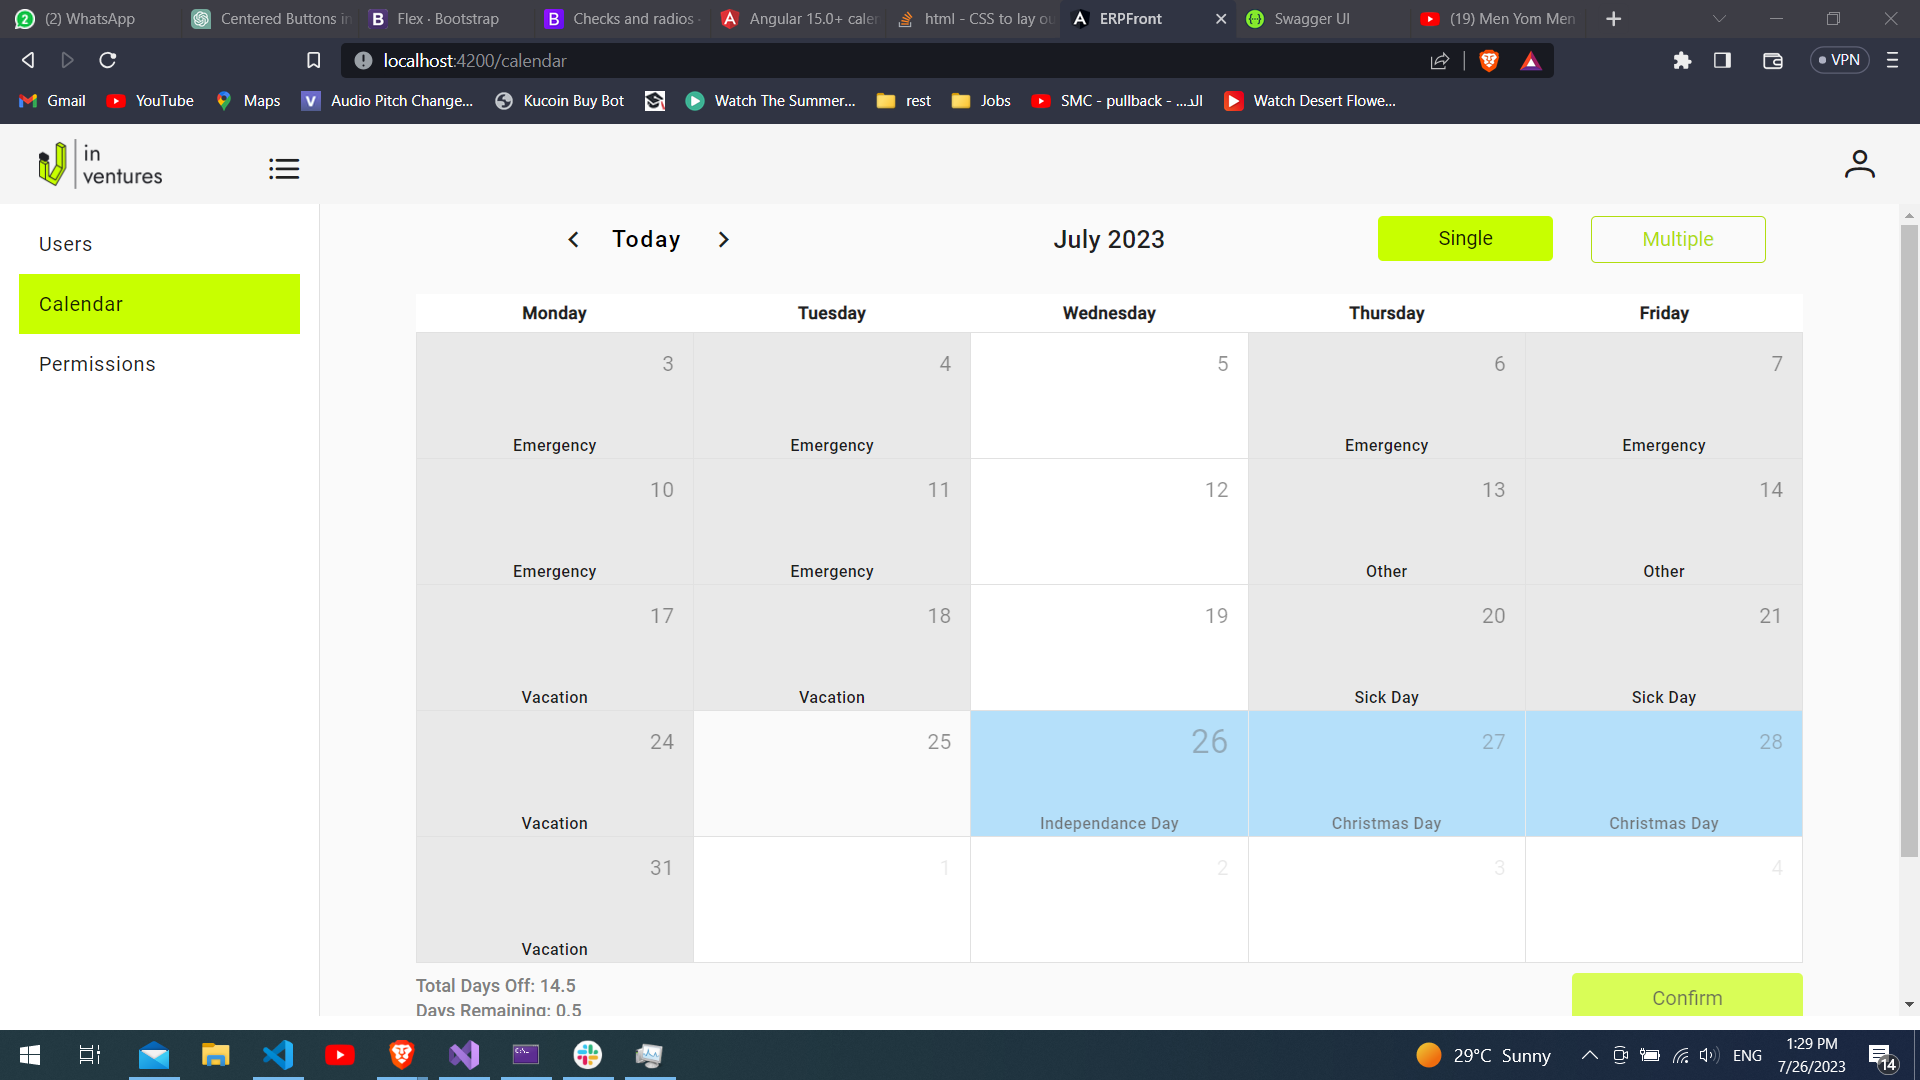 (2) WhatsApp
Centered Buttons in
Flex · Bootstrap
Checks and radios ·
Angular 15.0+ caler
html - CSS to lay ou
ERPFront
Swagger UI
(19) Men Yom Men
localhost:4200/calendar
VPN
Gmail
YouTube
Maps
Audio Pitch Change...
Kucoin Buy Bot
Watch The Summer...
rest
Jobs
SMC - pullback - ...الد
Watch Desert Flowe...
in
ventures
Users
Calendar
Permissions
Today
July 2023
Single
Multiple
Monday Tuesday Wednesday Thursday Friday
3 4 5 6 7
Emergency Emergency Emergency Emergency
10 11 12 13 14
Emergency Emergency Other Other
17 18 19 20 21
Vacation Vacation Sick Day Sick Day
24 25 26 27 28
Vacation Independance Day Christmas Day Christmas Day
31 1 2 3 4
Vacation
Total Days Off: 14.5
Days Remaining: 0.5
Confirm
29°C Sunny
ENG
1:29 PM
7/26/2023
14